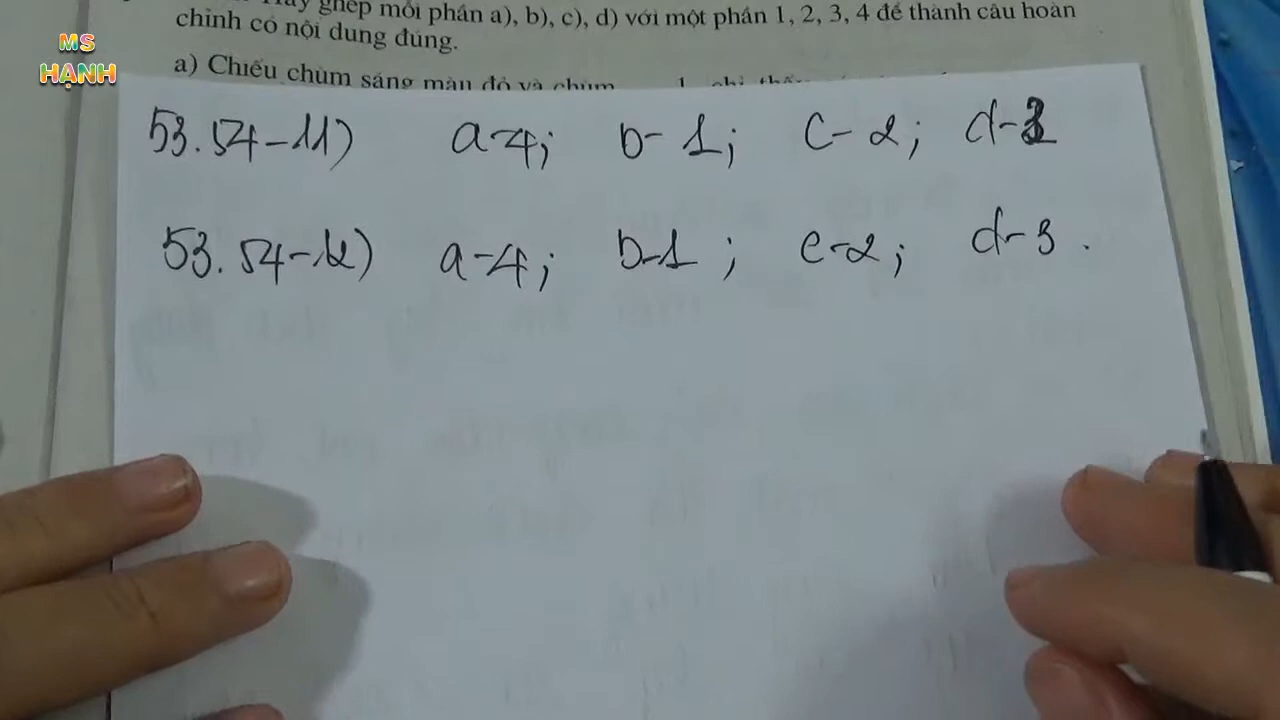 MS
HẠNH
Hãy ghép mỗi phần a), b), c), d) với một phần 1, 2, 3, 4 để thành câu hoàn
chỉnh có nội dung đúng.
a) Chiếu chùm sáng màu đỏ và chùm 1.
53.54-11) a-4; b-1; c-2; d-3
53.54-12) a-4; b-1; c-2; d-3.